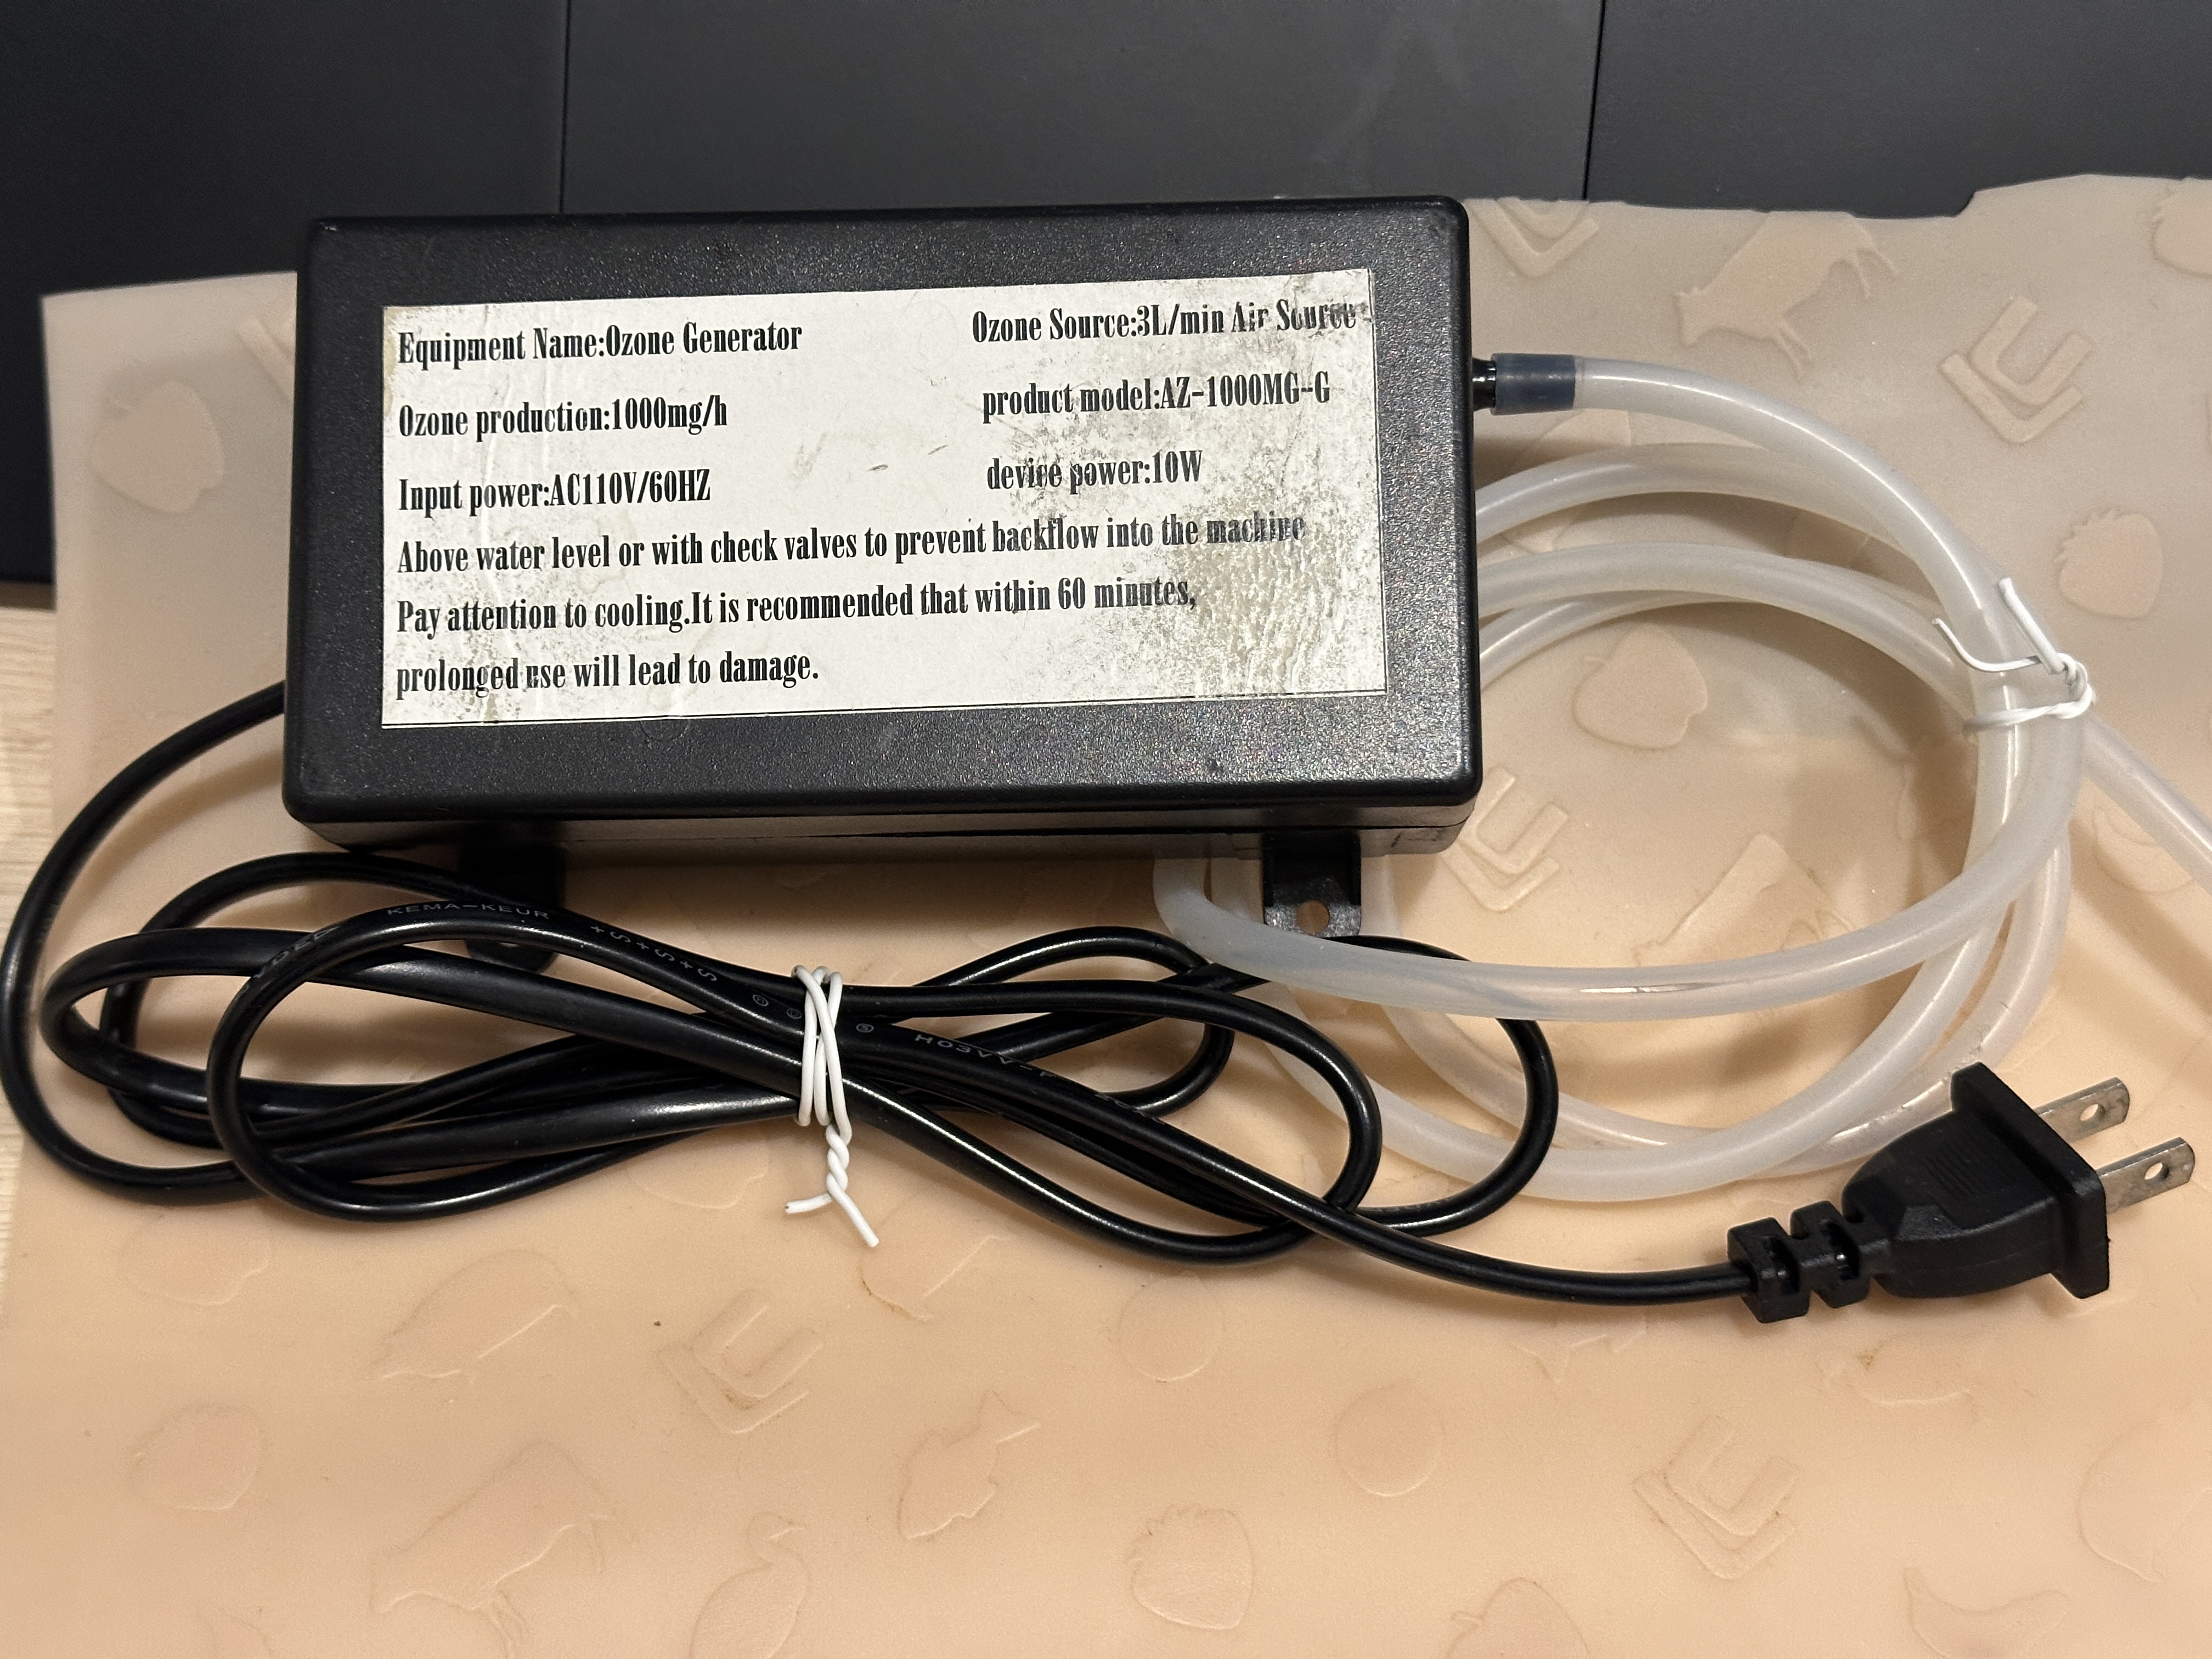 Equipment Name:Ozone Generator
Ozone Source:3L/min Air Source
Ozone production:1000mg/h
product model:AZ-1000MG-G
Input power:AC110V/60HZ
device power:10W
Above water level or with check valves to prevent backflow into the machine
Pay attention to cooling.It is recommended that within 60 minutes,
prolonged use will lead to damage.
KEMA-KEUR
+S+S+S
H03VV-F